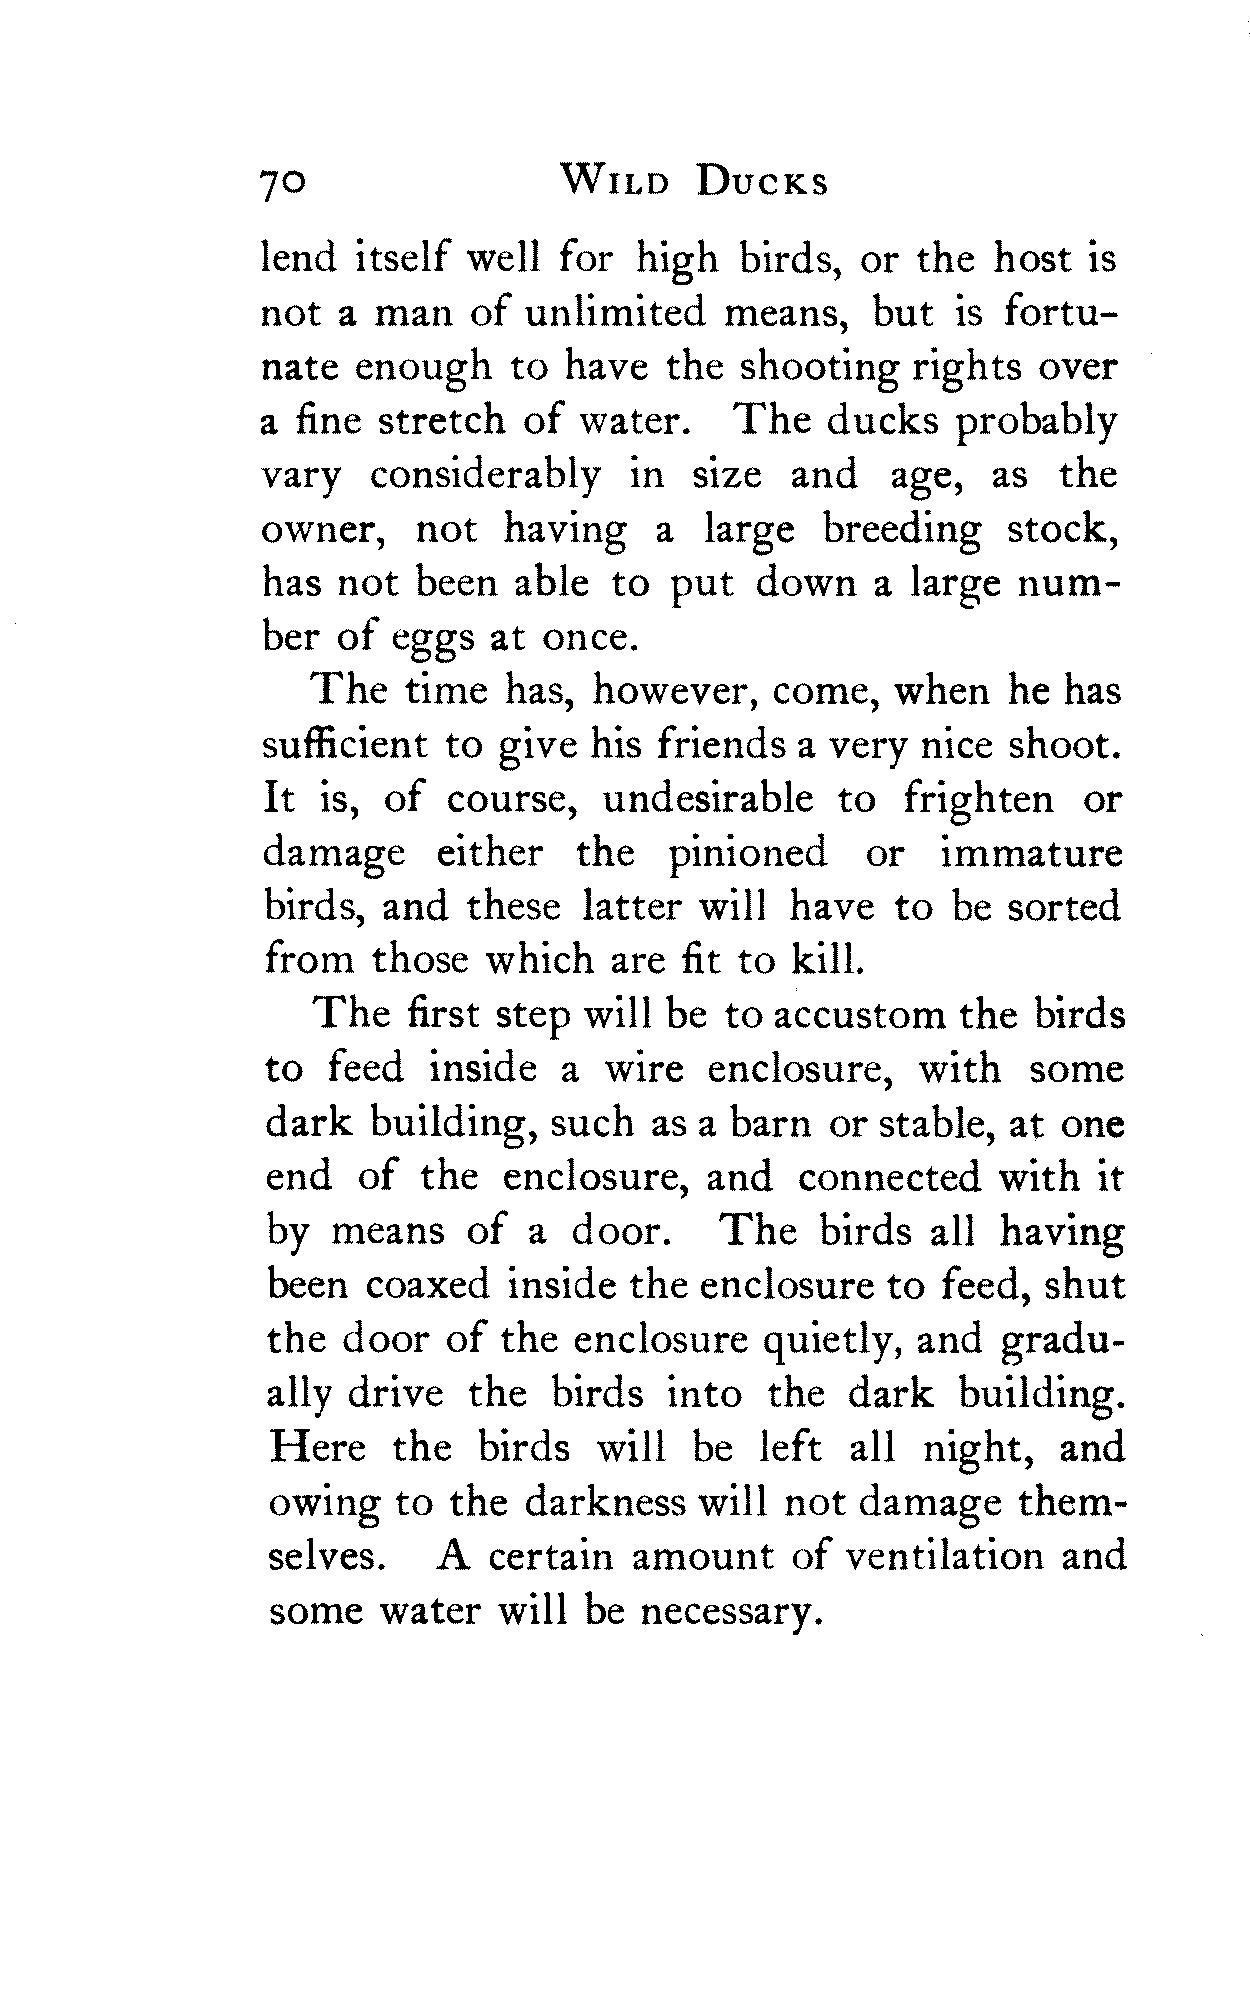 70 WILD DUCKS
lend itself well for high birds, or the host is
not a man of unlimited means, but is fortu-
nate enough to have the shooting rights over
a fine stretch of water. The ducks probably
vary considerably in size and age, as the
owner, not having a large breeding stock,
has not been able to put down a large num-
ber of eggs at once.
The time has, however, come, when he has
sufficient to give his friends a very nice shoot.
It is, of course, undesirable to frighten or
damage either the pinioned or immature
birds, and these latter will have to be sorted
from those which are fit to kill.
The first step will be to accustom the birds
to feed inside a wire enclosure, with some
dark building, such as a barn or stable, at one
end of the enclosure, and connected with it
by means of a door. The birds all having
been coaxed inside the enclosure to feed, shut
the door of the enclosure quietly, and gradu-
ally drive the birds into the dark building.
Here the birds will be left all night, and
owing to the darkness will not damage them-
selves. A certain amount of ventilation and
some water will be necessary.